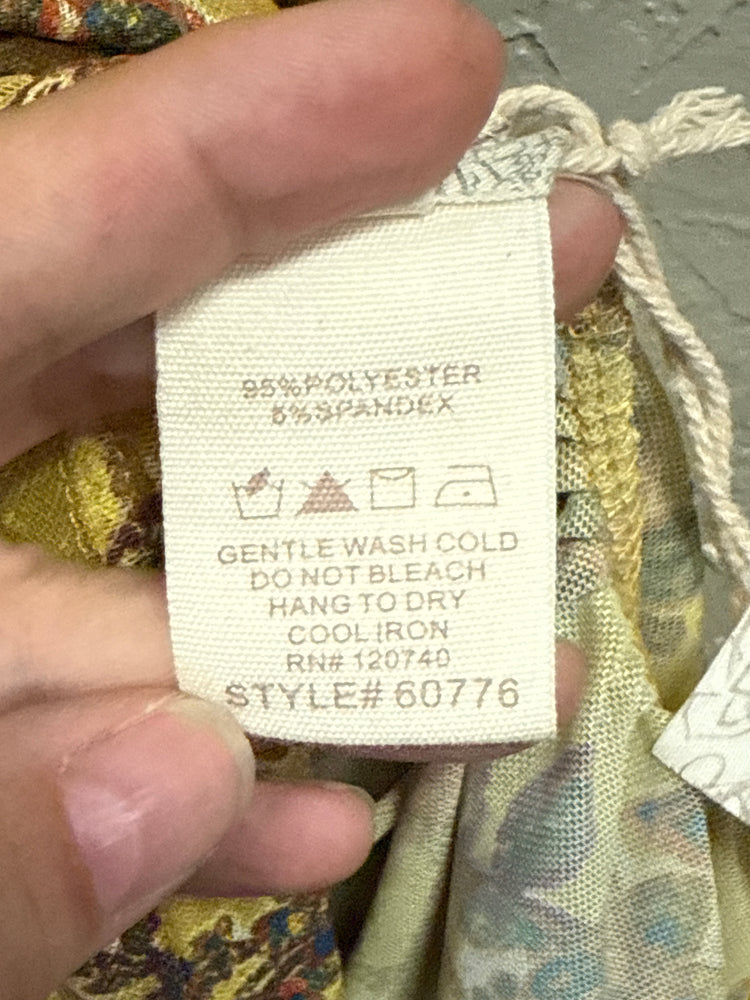 95%POLYESTER
5%SPANDEX
GENTLE WASH COLD
DO NOT BLEACH
HANG TO DRY
COOL IRON
RN# 120740
STYLE# 60776